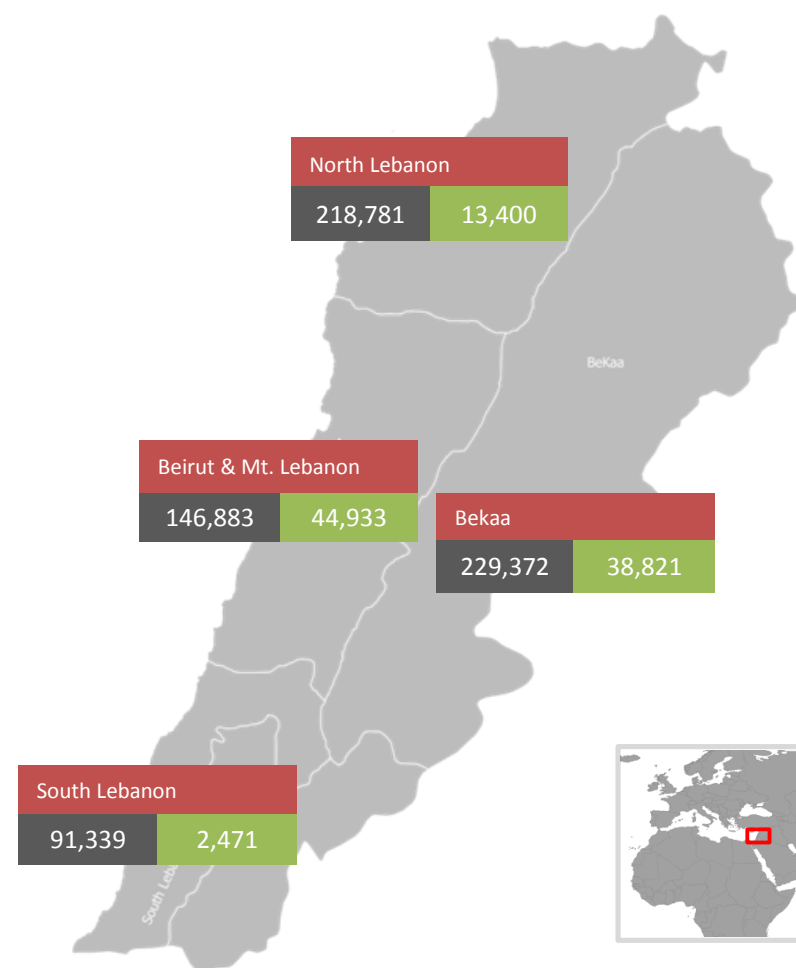 North Lebanon
218,781 13,400
BeKaa
Beirut & Mt. Lebanon
146,883 44,933
Bekaa
229,372 38,821
South Lebanon
91,339 2,471
South